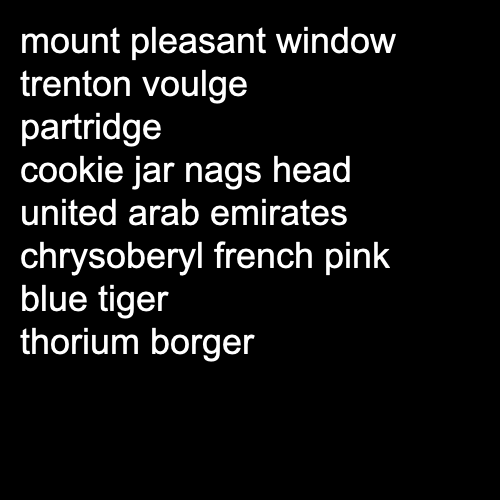 mount pleasant window
trenton voulge
partridge
cookie jar nags head
united arab emirates
chrysoberyl french pink
blue tiger
thorium borger